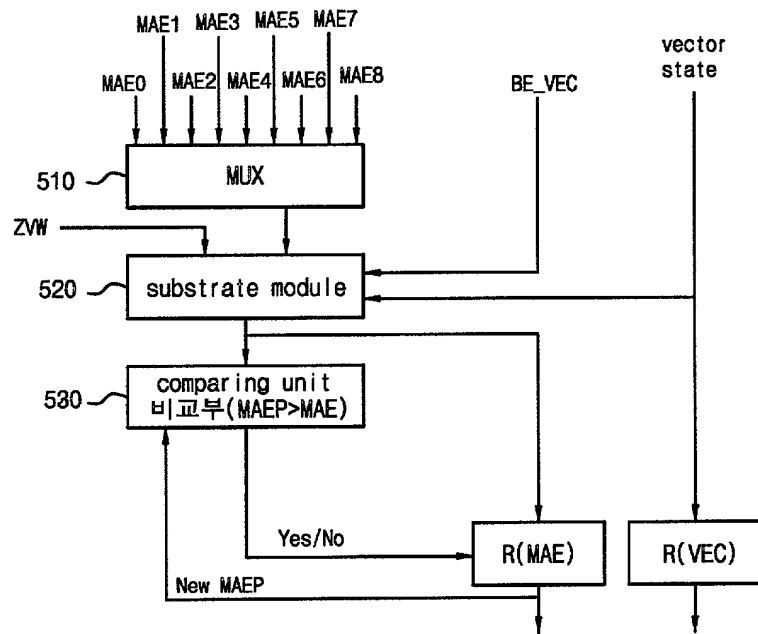 MAE1 MAE3 MAE5 MAE7
MAE0 MAE2 MAE4 MAE6 MAE8
BE_VEC
vector
state
510
MUX
ZVW
520
substrate module
530
comparing unit
비교부(MAEP>MAE)
Yes/No
R(MAE)
R(VEC)
New MAEP